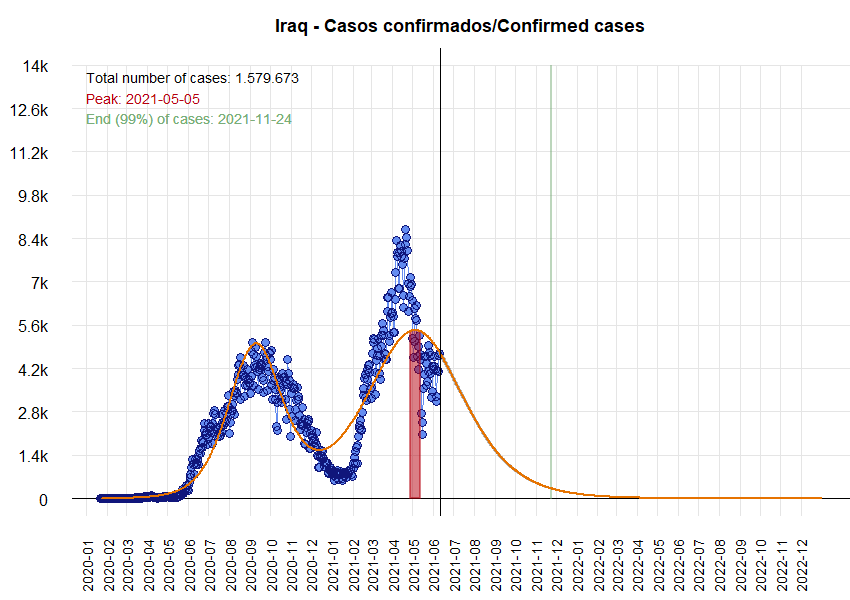 Iraq - Casos confirmados/Confirmed cases
14k
12.6k
11.2k
9.8k
8.4k
7k
5.6k
4.2k
2.8k
1.4k
0
Total number of cases: 1.579.673
Peak: 2021-05-05
End (99%) of cases: 2021-11-24
2020-01
2020-02
2020-03
2020-04
2020-05
2020-06
2020-07
2020-08
2020-09
2020-10
2020-11
2020-12
2021-01
2021-02
2021-03
2021-04
2021-05
2021-06
2021-07
2021-08
2021-09
2021-10
2021-11
2021-12
2022-01
2022-02
2022-03
2022-04
2022-05
2022-06
2022-07
2022-08
2022-09
2022-10
2022-11
2022-12